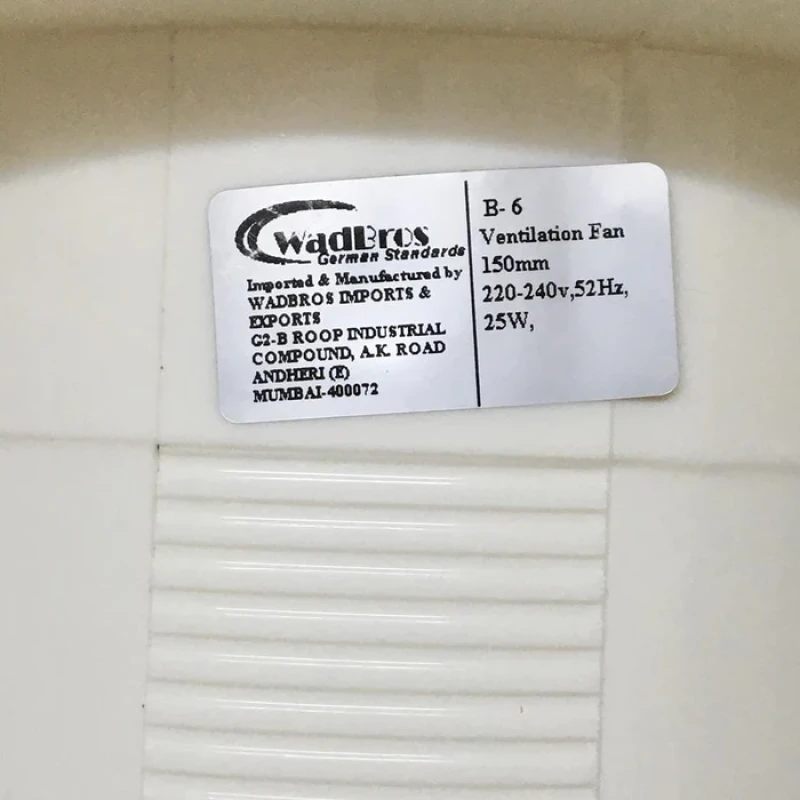 WadBros
German Standards
Imported & Manufactured by
WADBROS IMPORTS &
EXPORTS
G2-B ROOP INDUSTRIAL
COMPOUND, A.K. ROAD
ANDHERI (E)
MUMBAI-400072
B- 6
Ventilation Fan
150mm
220-240v,52Hz,
25W,